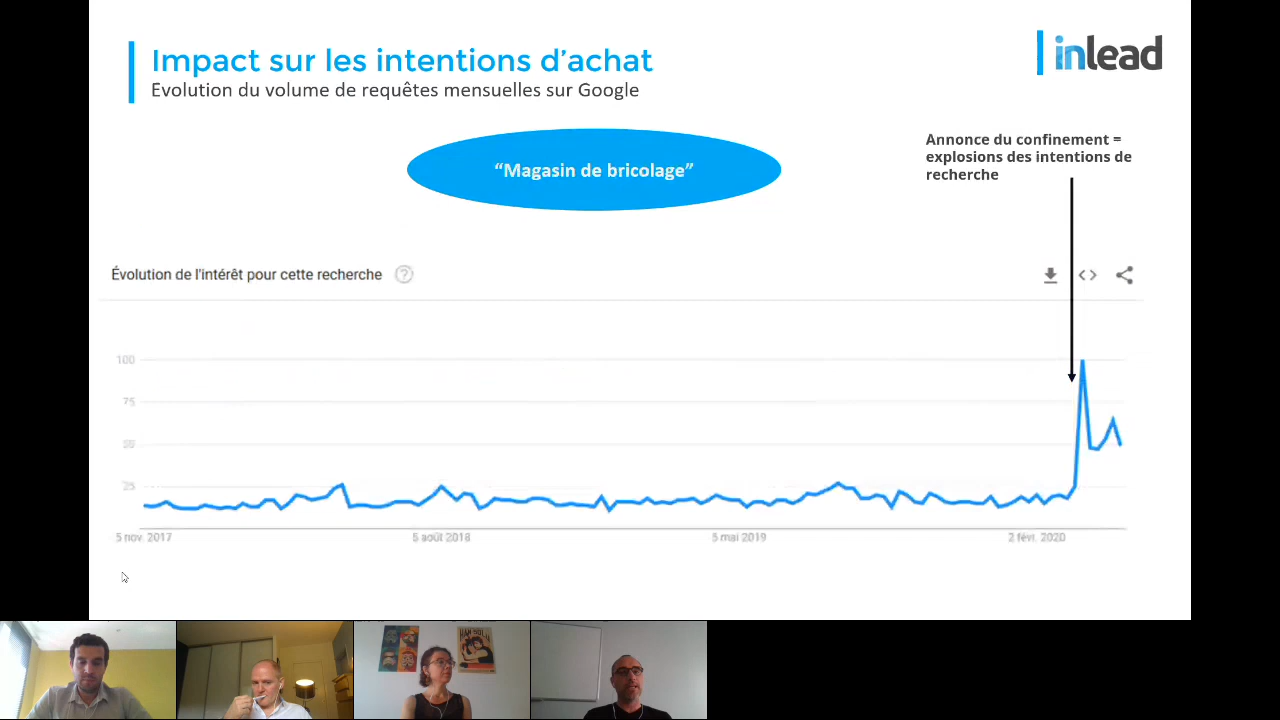 Impact sur les intentions d'achat
Evolution du volume de requêtes mensuelles sur Google
inlead
“Magasin de bricolage”
Annonce du confinement =
explosions des intentions de
recherche
Évolution de l'intérêt pour cette recherche ?
100
75
50
25
5 nov. 2017
5 août 2018
5 mai 2019
2 févr. 2020
HAN SOLO